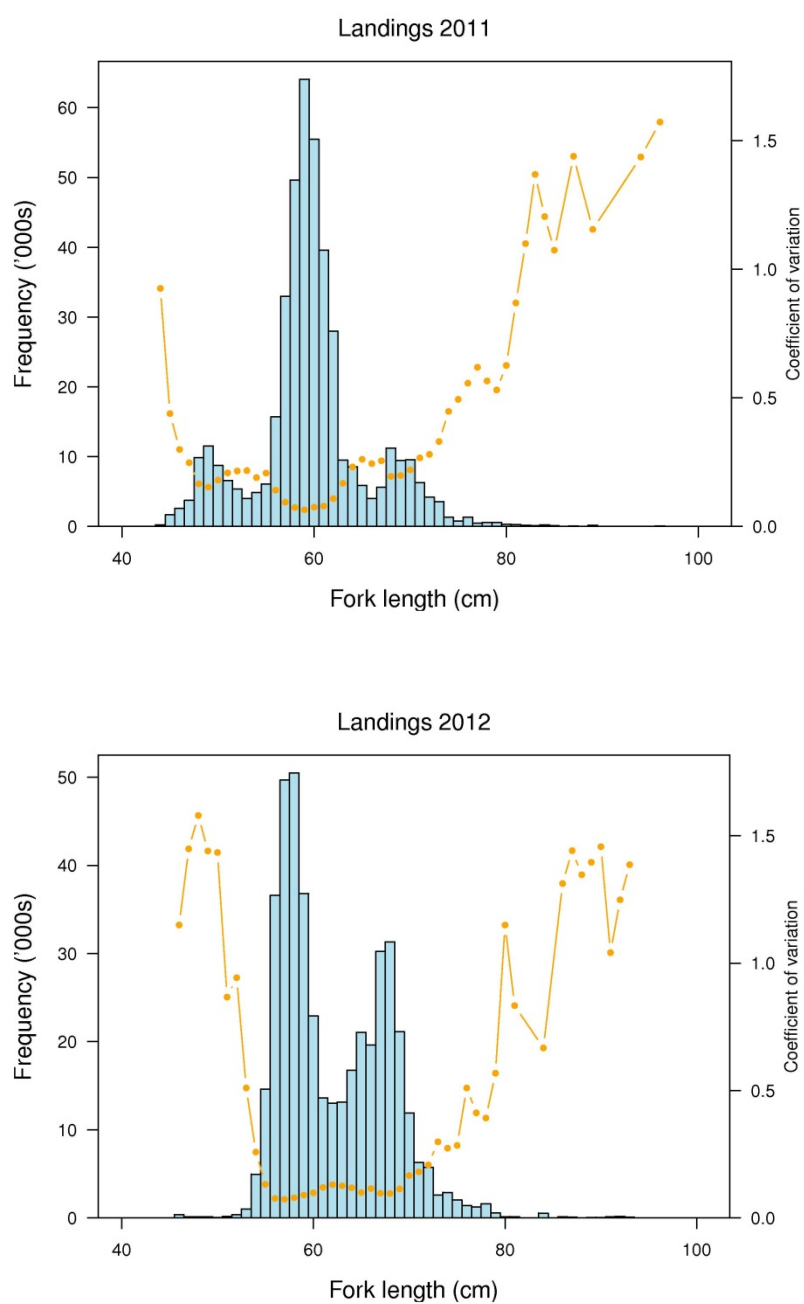 Landings 2011
60
50
40
30
20
10
0
Frequency ('000s)
1.5
1.0
0.5
0.0
Coefficient of variation
40 60 80 100
Fork length (cm)
Landings 2012
50
40
30
20
10
0
Frequency ('000s)
1.5
1.0
0.5
0.0
Coefficient of variation
40 60 80 100
Fork length (cm)